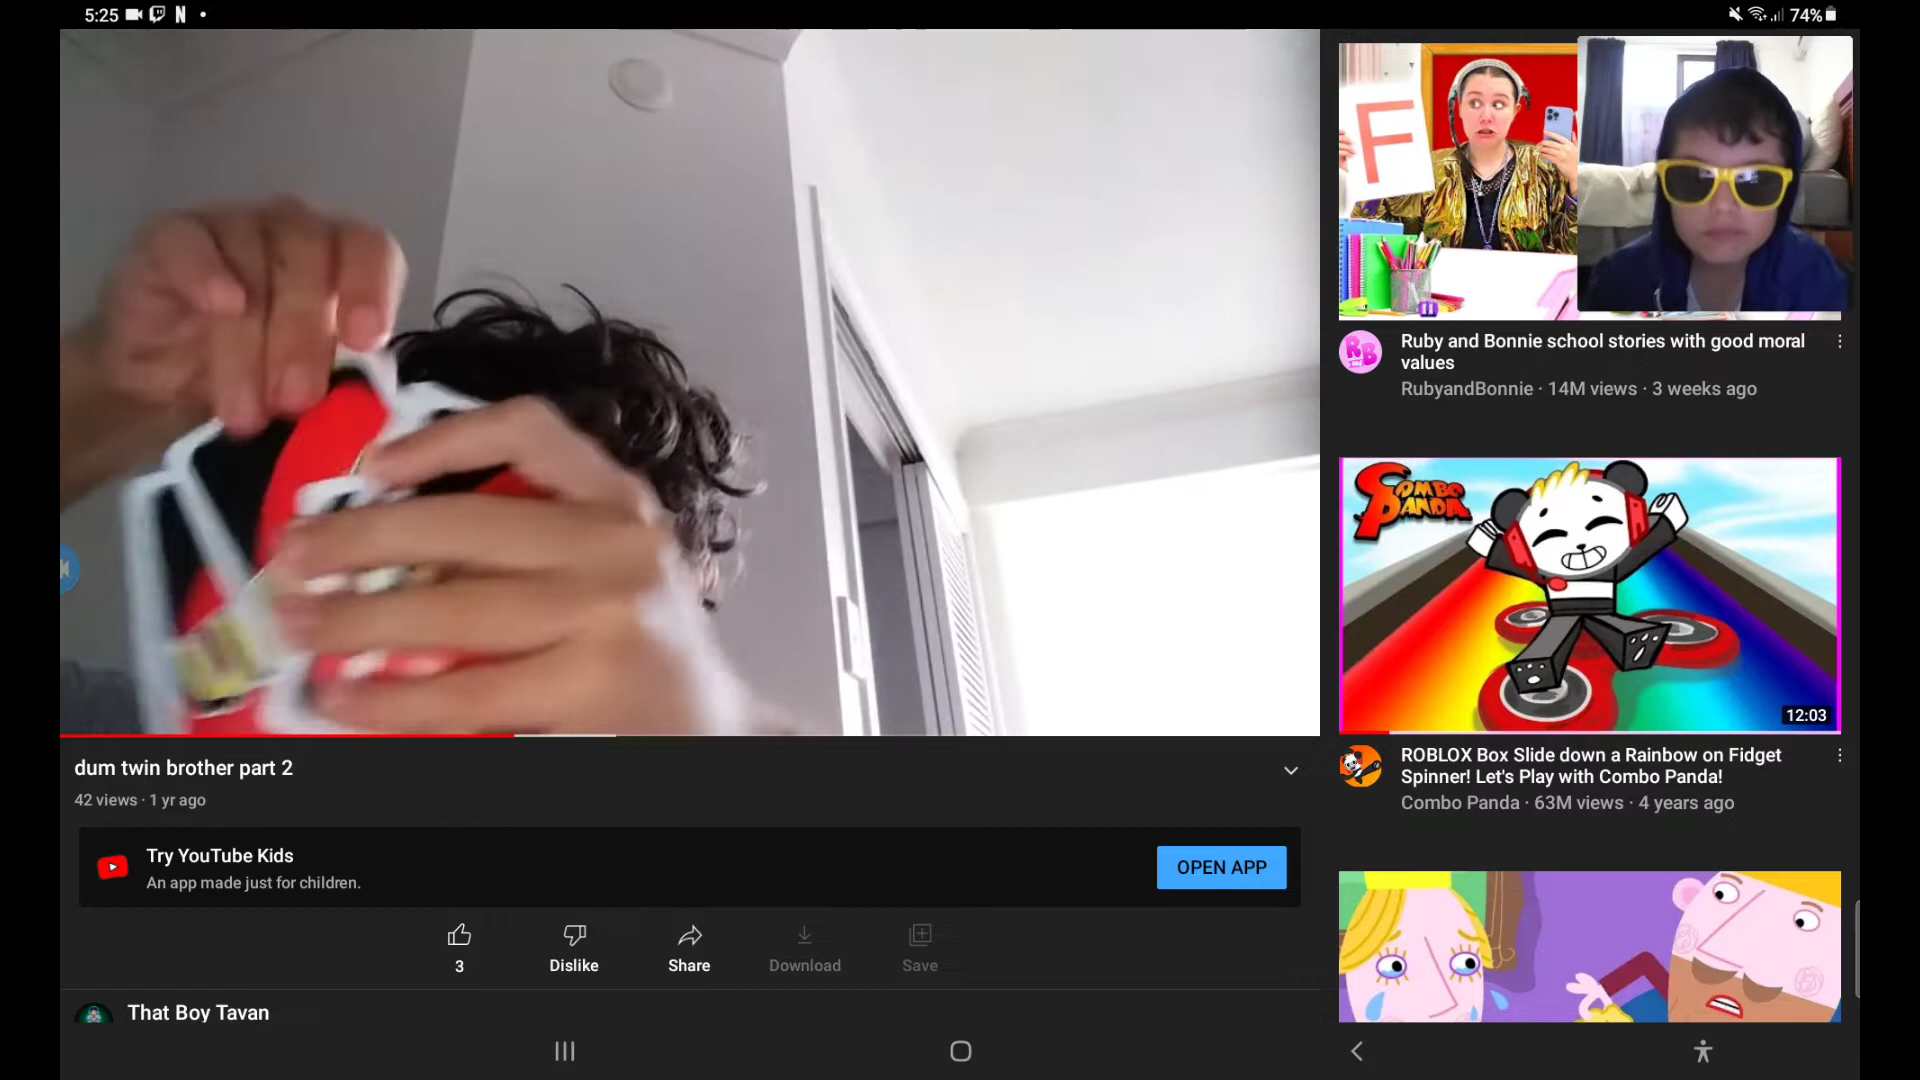 5:25
74%
F
RB
Ruby and Bonnie school stories with good moral
values
RubyandBonnie · 14M views · 3 weeks ago
COMBO
PANDA
12:03
ROBLOX Box Slide down a Rainbow on Fidget
Spinner! Let's Play with Combo Panda!
Combo Panda · 63M views · 4 years ago
dum twin brother part 2
42 views · 1 yr ago
Try YouTube Kids
An app made just for children.
OPEN APP
3
Dislike
Share
Download
Save
That Boy Tavan